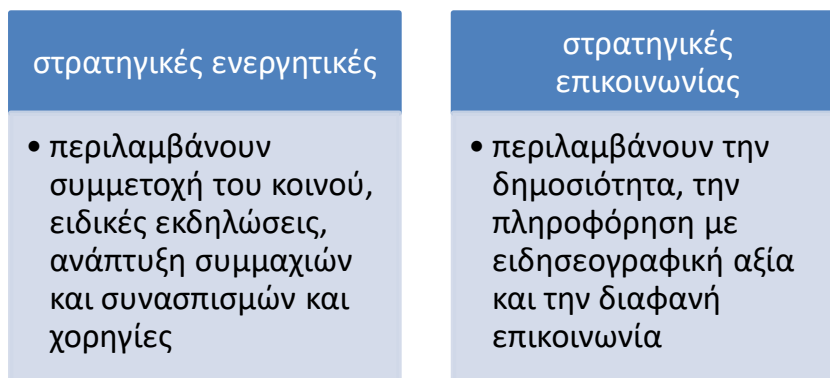 στρατηγικές ενεργητικές
• περιλαμβάνουν
συμμετοχή του κοινού,
ειδικές εκδηλώσεις,
ανάπτυξη συμμαχιών
και συνασπισμών και
χορηγίες
στρατηγικές
επικοινωνίας
• περιλαμβάνουν την
δημοσιότητα, την
πληροφόρηση με
ειδησεογραφική αξία
και την διαφανή
επικοινωνία